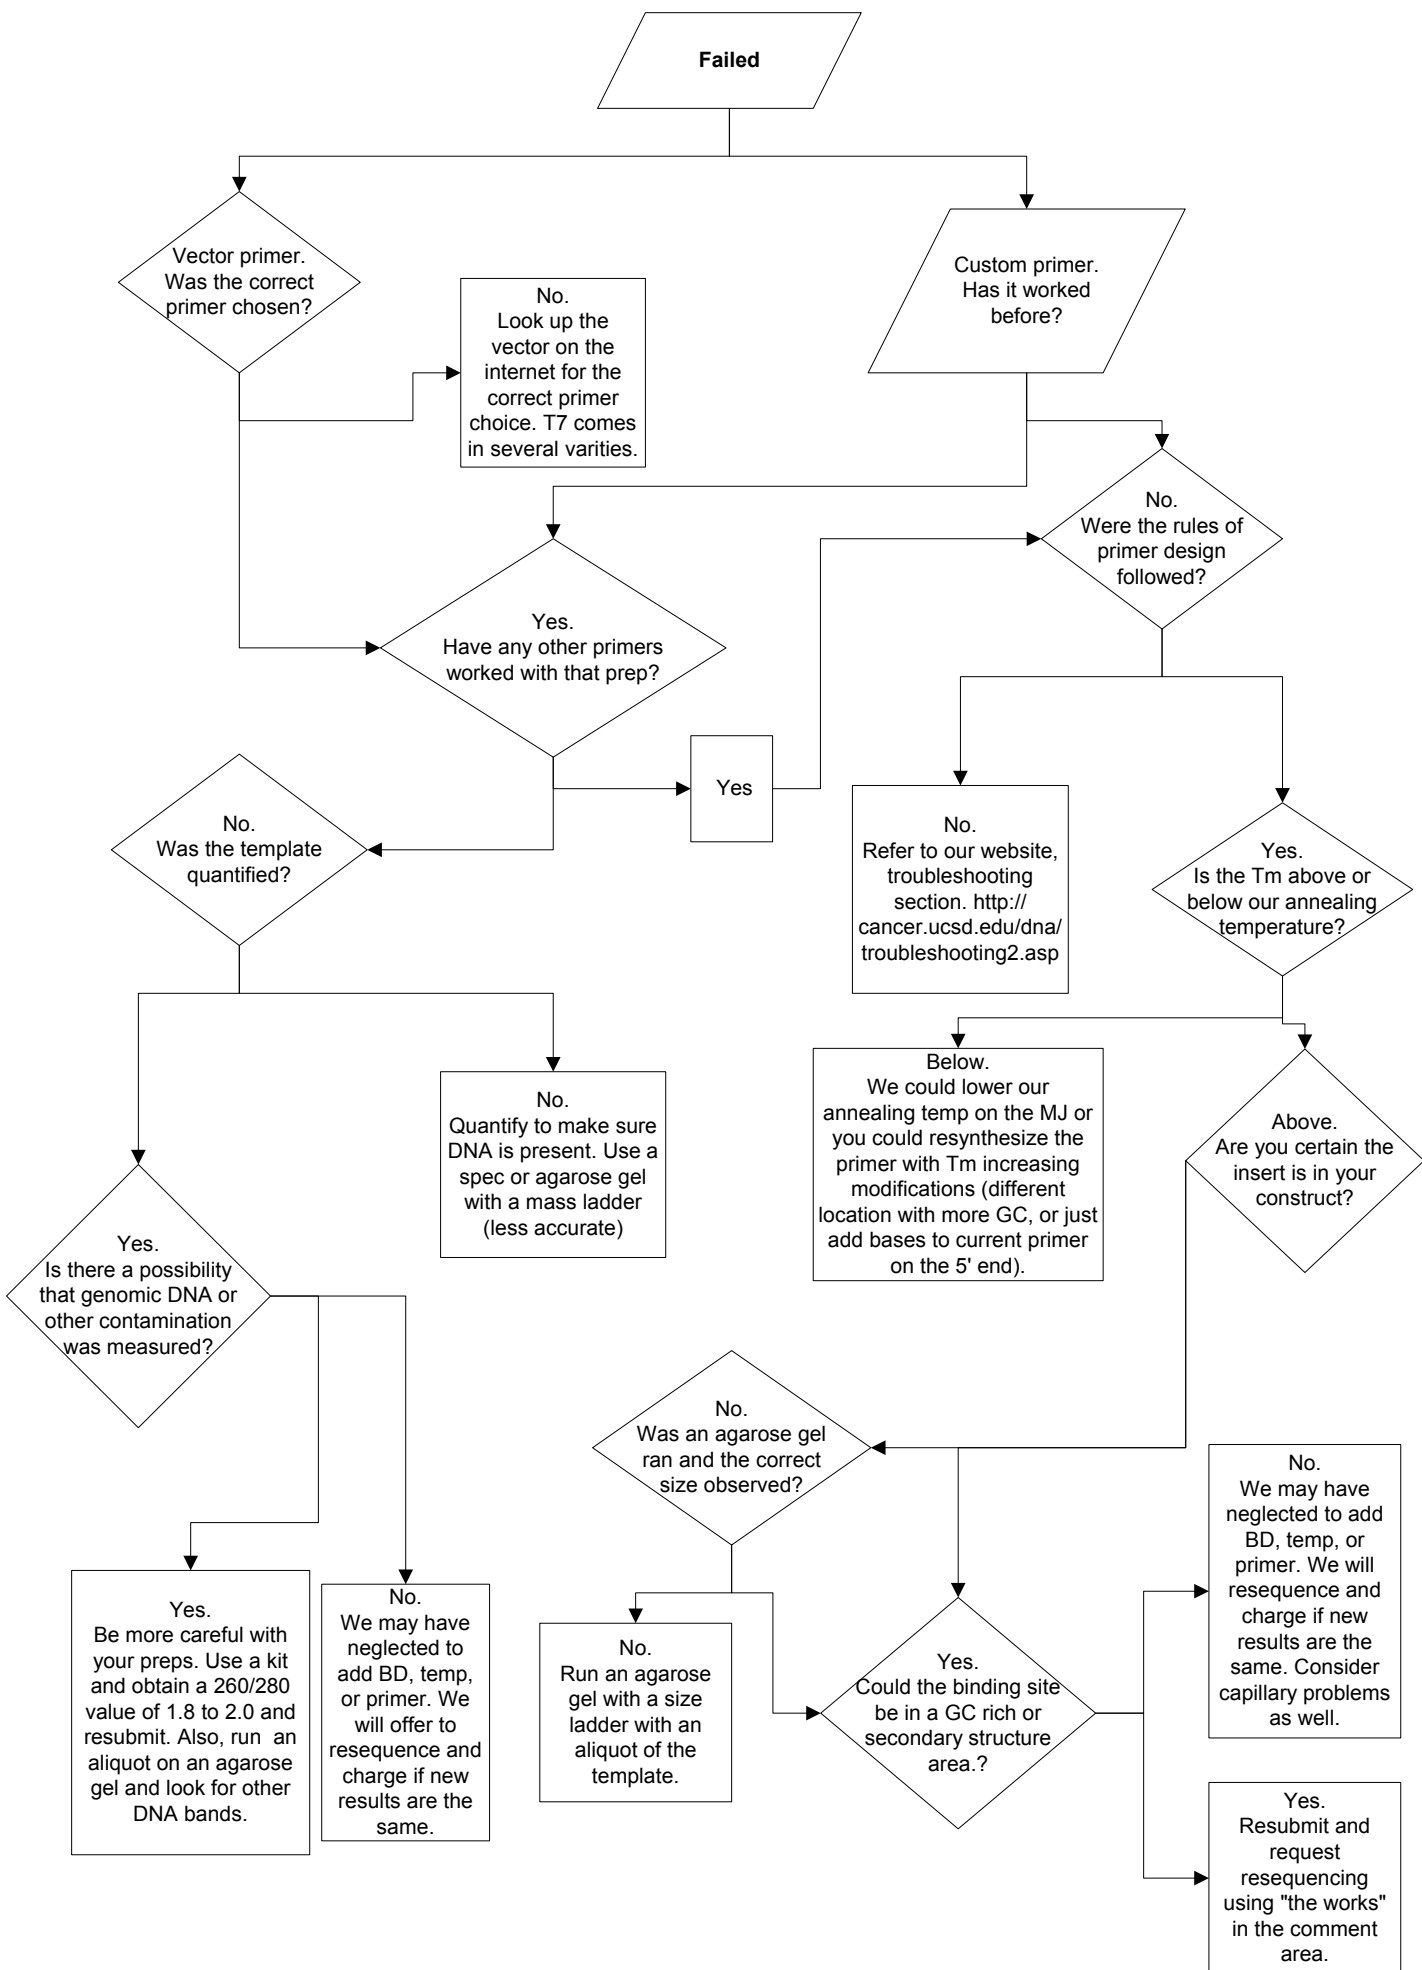 Failed
Vector primer.
Was the correct
primer chosen?
No.
Look up the
vector on the
internet for the
correct primer
choice. T7 comes
in several varities.
Custom primer.
Has it worked
before?
No.
Were the rules of
primer design
followed?
Yes.
Have any other primers
worked with that prep?
Yes
No.
Was the template
quantified?
No.
Refer to our website,
troubleshooting
section. http://
cancer.ucsd.edu/dna/
troubleshooting2.asp
Yes.
Is the Tm above or
below our annealing
temperature?
No.
Quantify to make sure
DNA is present. Use a
spec or agarose gel
with a mass ladder
(less accurate)
Below.
We could lower our
annealing temp on the MJ or
you could resynthesize the
primer with Tm increasing
modifications (different
location with more GC, or just
add bases to current primer
on the 5' end).
Above.
Are you certain the
insert is in your
construct?
Yes.
Is there a possibility
that genomic DNA or
other contamination
was measured?
No.
Was an agarose gel
ran and the correct
size observed?
No.
We may have
neglected to add
BD, temp, or
primer. We will
resequence and
charge if new
results are the
same. Consider
capillary problems
as well.
Yes.
Be more careful with
your preps. Use a kit
and obtain a 260/280
value of 1.8 to 2.0 and
resubmit. Also, run an
aliquot on an agarose
gel and look for other
DNA bands.
No.
We may have
neglected to
add BD, temp,
or primer. We
will offer to
resequence and
charge if new
results are the
same.
No.
Run an agarose
gel with a size
ladder with an
aliquot of the
template.
Yes.
Could the binding site
be in a GC rich or
secondary structure
area.?
Yes.
Resubmit and
request
resequencing
using "the works"
in the comment
area.